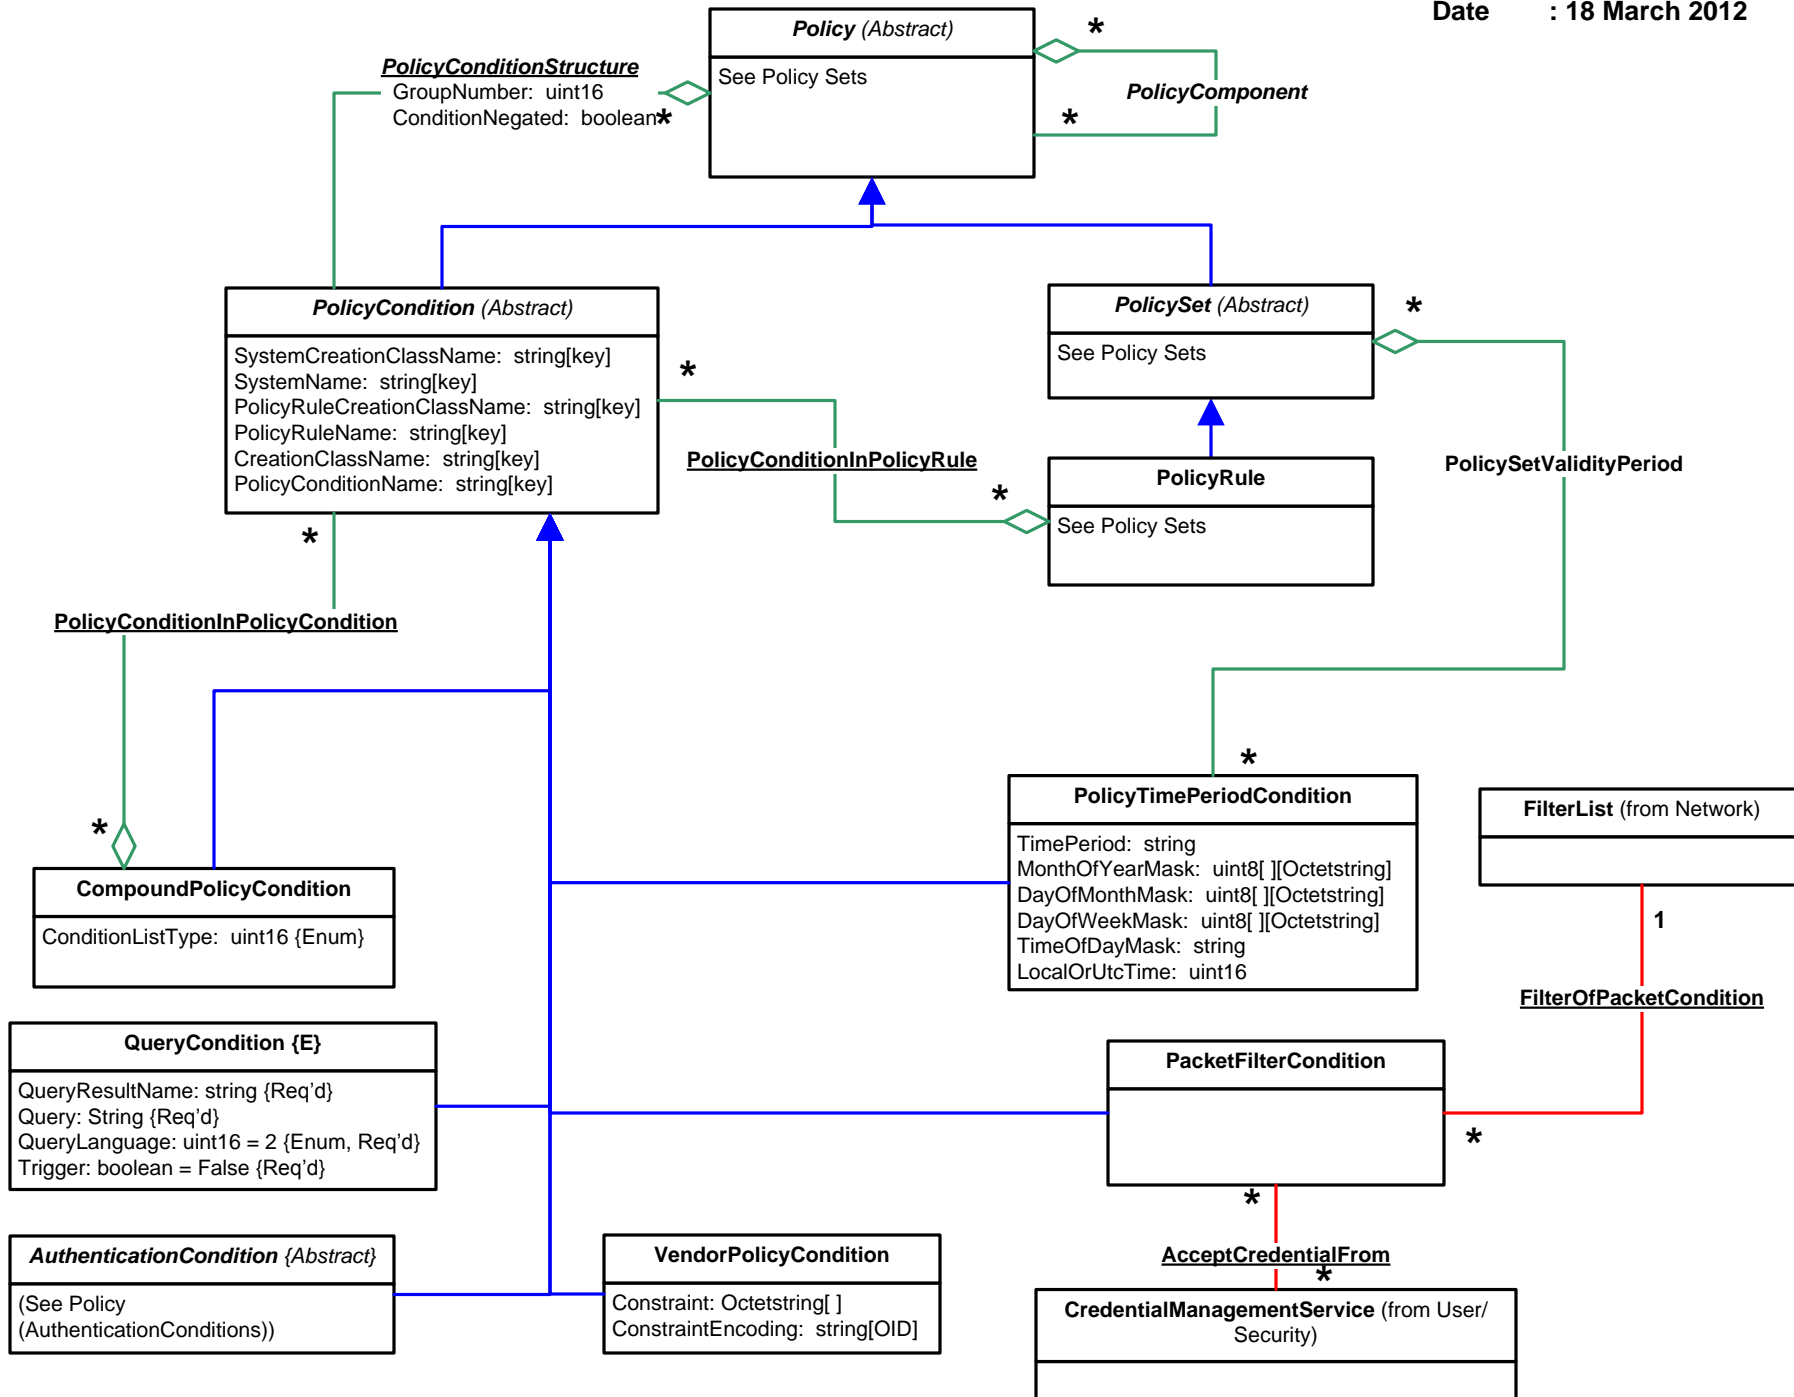 Date : 18 March 2012
Policy (Abstract)
See Policy Sets
*
PolicyComponent
*
PolicyConditionStructure
GroupNumber: uint16
ConditionNegated: boolean
*
PolicyCondition (Abstract)
SystemCreationClassName: string[key]
SystemName: string[key]
PolicyRuleCreationClassName: string[key]
PolicyRuleName: string[key]
CreationClassName: string[key]
PolicyConditionName: string[key]
*
*
PolicySet (Abstract)
See Policy Sets
*
PolicyConditionInPolicyRule
*
PolicyRule
See Policy Sets
PolicySetValidityPeriod
*
PolicyConditionInPolicyCondition
*
CompoundPolicyCondition
ConditionListType: uint16 {Enum}
PolicyTimePeriodCondition
TimePeriod: string
MonthOfYearMask: uint8[ ][Octetstring]
DayOfMonthMask: uint8[ ][Octetstring]
DayOfWeekMask: uint8[ ][Octetstring]
TimeOfDayMask: string
LocalOrUtcTime: uint16
FilterList (from Network)
1
FilterOfPacketCondition
*
QueryCondition {E}
QueryResultName: string {Req'd}
Query: String {Req'd}
QueryLanguage: uint16 = 2 {Enum, Req'd}
Trigger: boolean = False {Req'd}
PacketFilterCondition
*
AcceptCredentialFrom
*
AuthenticationCondition {Abstract}
(See Policy
(AuthenticationConditions))
VendorPolicyCondition
Constraint: Octetstring[ ]
ConstraintEncoding: string[OID]
CredentialManagementService (from User/
Security)